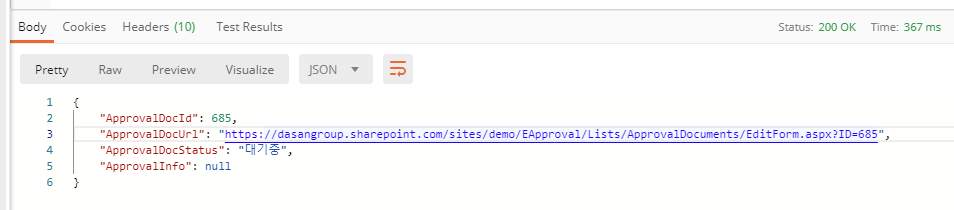 Body Cookies Headers (10) Test Results Status: 200 OK Time: 367 ms
Pretty Raw Preview Visualize JSON
1 {
2 "ApprovalDocId": 685,
3 "ApprovalDocUrl": "https://dasangroup.sharepoint.com/sites/demo/EApproval/Lists/ApprovalDocuments/EditForm.aspx?ID=685",
4 "ApprovalDocStatus": "대기중",
5 "ApprovalInfo": null
6 }